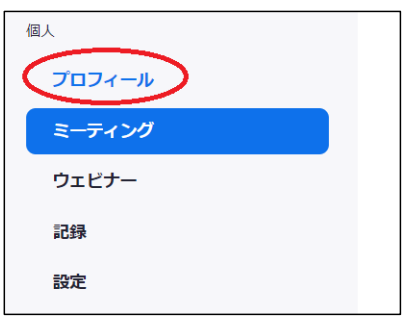 個人
プロフィール
ミーティング
ウェビナー
記録
設定